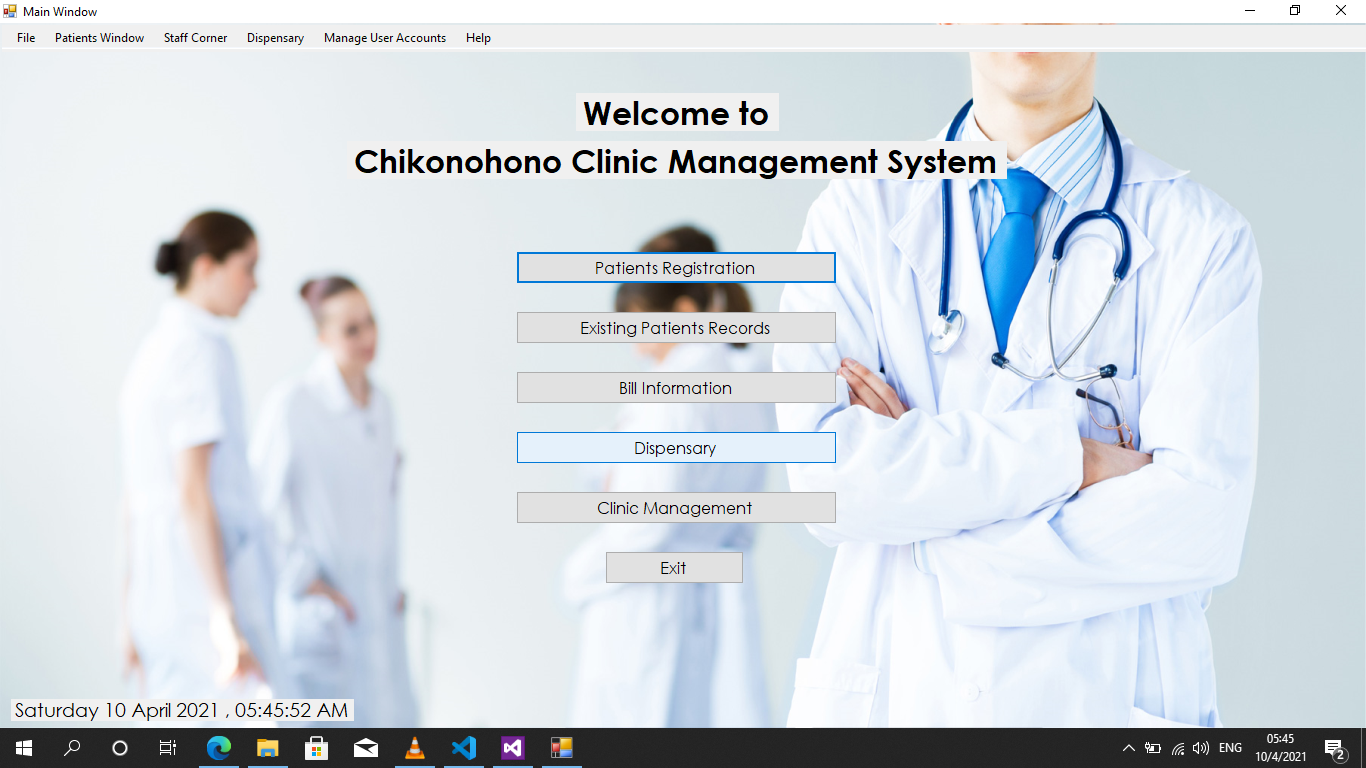 Main Window
File Patients Window Staff Corner Dispensary Manage User Accounts Help
Welcome to
Chikonohono Clinic Management System
Patients Registration
Existing Patients Records
Bill Information
Dispensary
Clinic Management
Exit
Saturday 10 April 2021 , 05:45:52 AM
ENG
05:45
10/4/2021
2